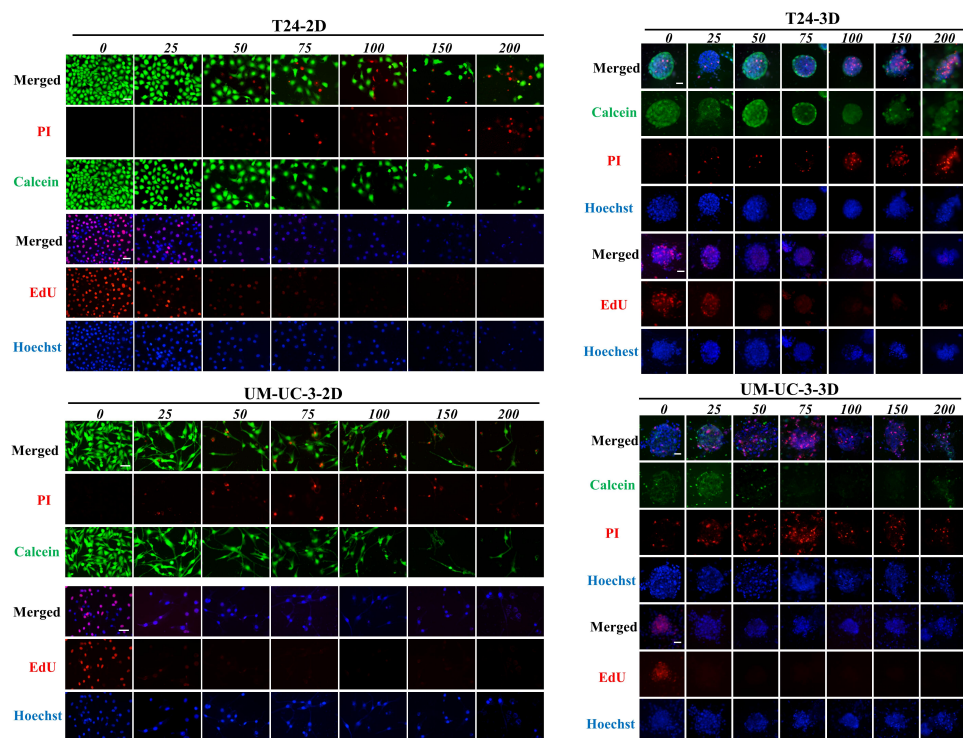 T24-2D
0 25 50 75 100 150 200
Merged
PI
Calcein
Merged
EdU
Hoechst
T24-3D
0 25 50 75 100 150 200
Merged
Calcein
PI
Hoechst
Merged
EdU
Hoechest
UM-UC-3-2D
0 25 50 75 100 150 200
Merged
PI
Calcein
Merged
EdU
Hoechst
UM-UC-3-3D
0 25 50 75 100 150 200
Merged
Calcein
PI
Hoechst
Merged
EdU
Hoechst